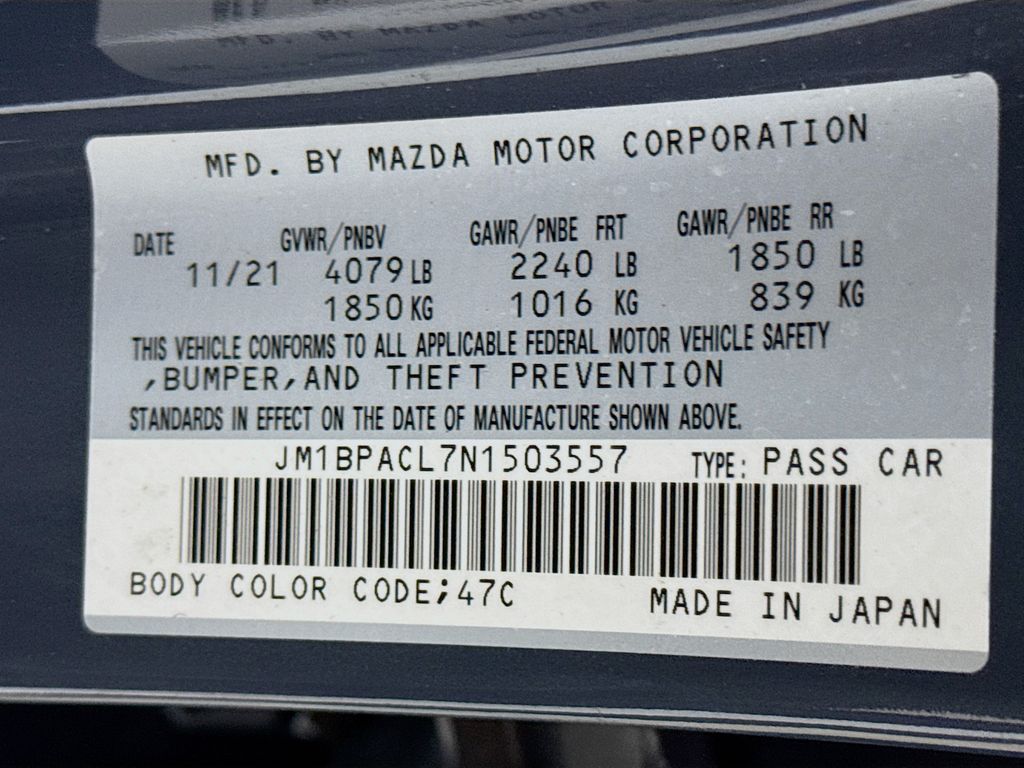 MFD. BY MAZDA MOTOR CORPORATION
DATE GVWR/PNBV GAWR/PNBE FRT GAWR/PNBE RR
11/21 4079 LB 2240 LB 1850 LB
1850 KG 1016 KG 839 KG
THIS VEHICLE CONFORMS TO ALL APPLICABLE FEDERAL MOTOR VEHICLE SAFETY
,BUMPER,AND THEFT PREVENTION
STANDARDS IN EFFECT ON THE DATE OF MANUFACTURE SHOWN ABOVE.
JM1BPACL7N1503557 TYPE: PASS CAR
BODY COLOR CODE;47C MADE IN JAPAN